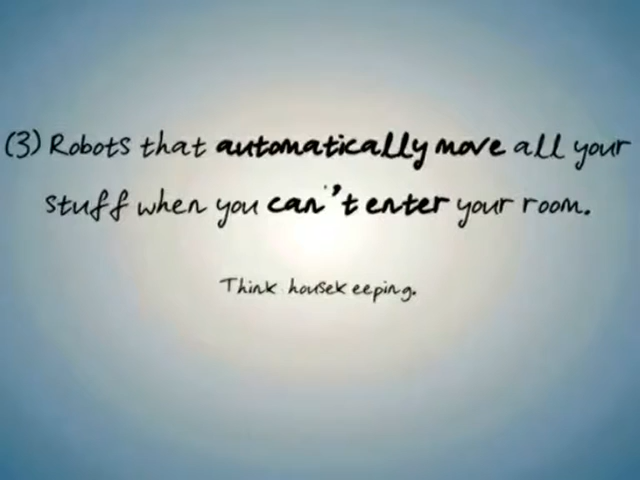 (3) Robots that automatically move all your
stuff when you can't enter your room.
Think housekeeping.